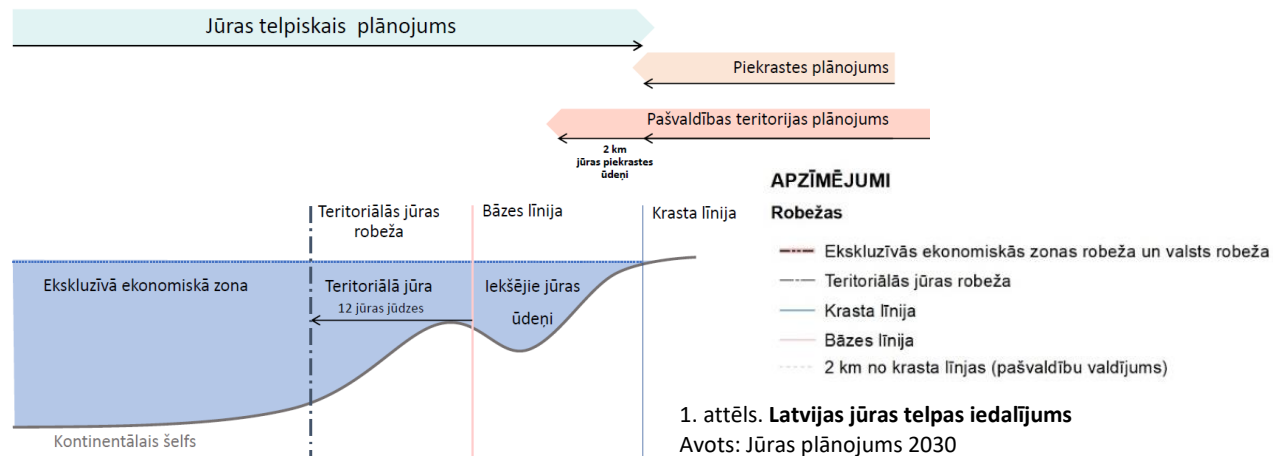 Jūras telpiskais plānojums
Piekrastes plānojums
Pašvaldības teritorijas plānojums
2 km
jūras piekrastes
ūdeņi
Teritoriālās jūras
robeža
Bāzes līnija
Krasta līnija
Ekskluzīvā ekonomiskā zona
Teritoriālā jūra
12 jūras jūdzes
Iekšējie jūras
ūdeņi
Kontinentālais šelfs
APZĪMĒJUMI
Robežas
Ekskluzīvās ekonomiskās zonas robeža un valsts robeža
Teritoriālās jūras robeža
Krasta līnija
Bāzes līnija
2 km no krasta līnjas (pašvaldību valdījums)
1. attēls. Latvijas jūras telpas iedalījums
Avots: Jūras plānojums 2030